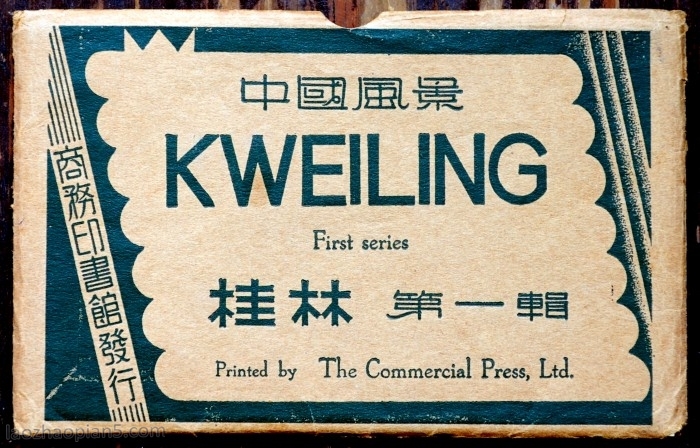 中國風景
KWEILING
First series
桂林 第一輯
Printed by The Commercial Press, Ltd.
商務印書館發行
laozhaopian5.com